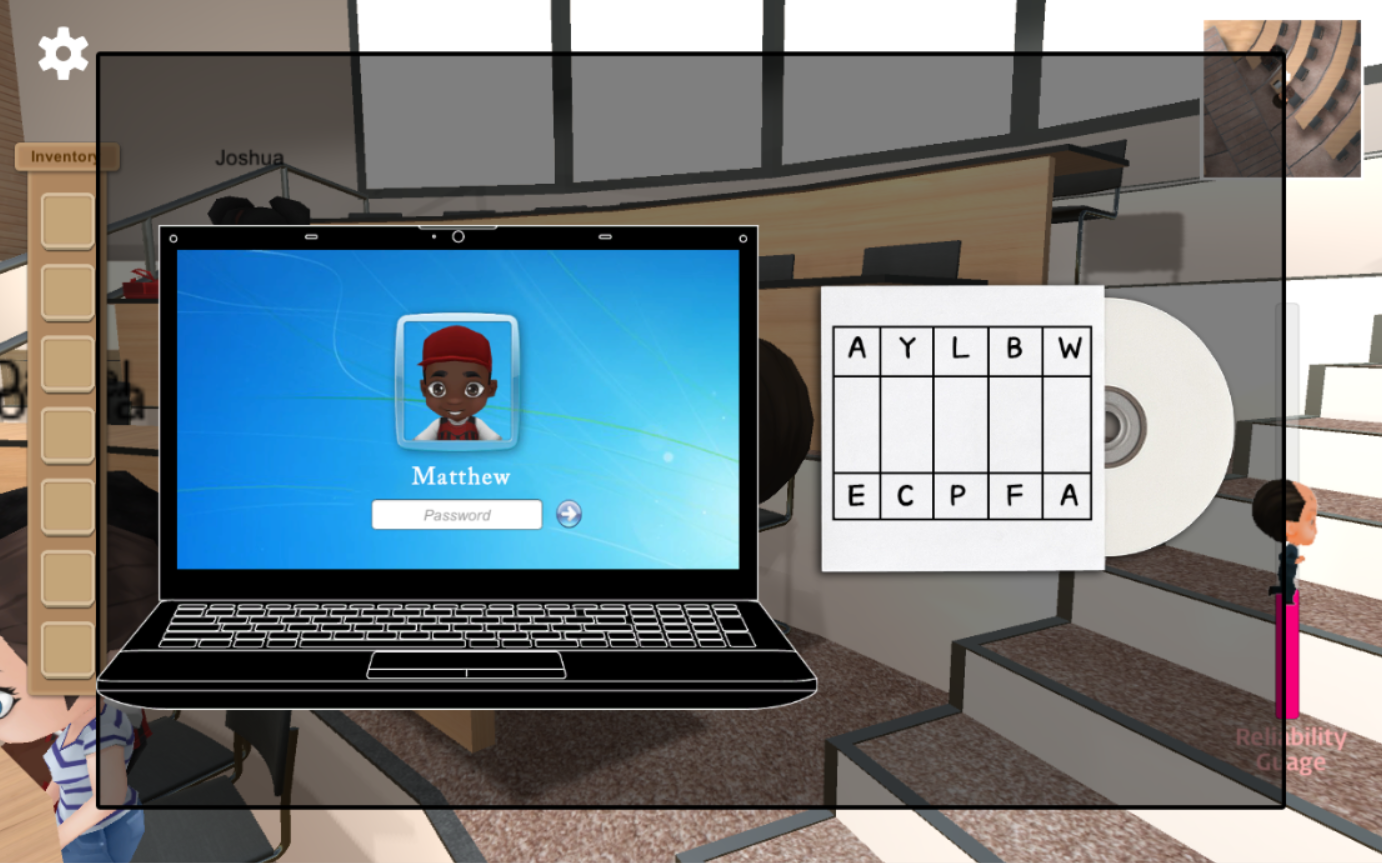 Joshua
Inventory
Matthew
Password
A Y L B W
E C P F A
Reliability
Guage